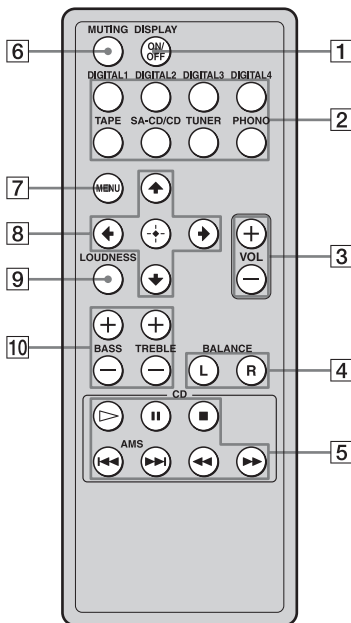 MUTING DISPLAY
6
ON/
OFF
1
DIGITAL1 DIGITAL2 DIGITAL3 DIGITAL4
2
TAPE SA-CD/CD TUNER PHONO
7
MENU
8
3
VOL
LOUDNESS
9
10
BASS TREBLE
BALANCE
L R
4
CD
AMS
5